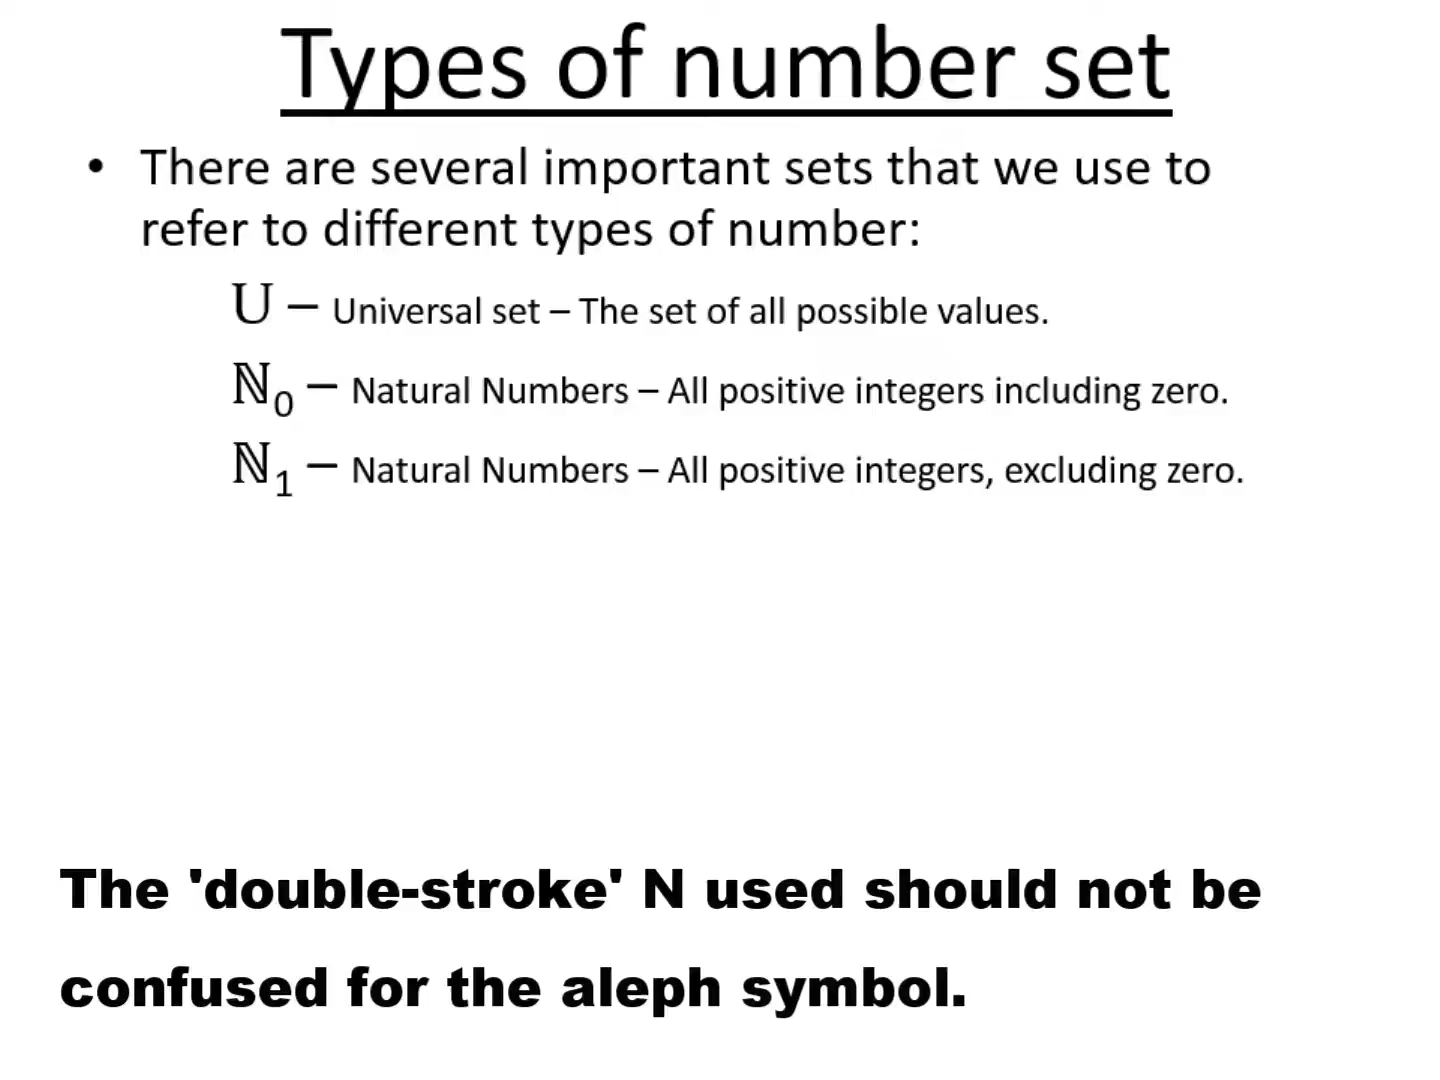 Types of number set
• There are several important sets that we use to
refer to different types of number:
U – Universal set – The set of all possible values.
ℕ₀ – Natural Numbers – All positive integers including zero.
ℕ₁ – Natural Numbers – All positive integers, excluding zero.
The 'double-stroke' N used should not be
confused for the aleph symbol.